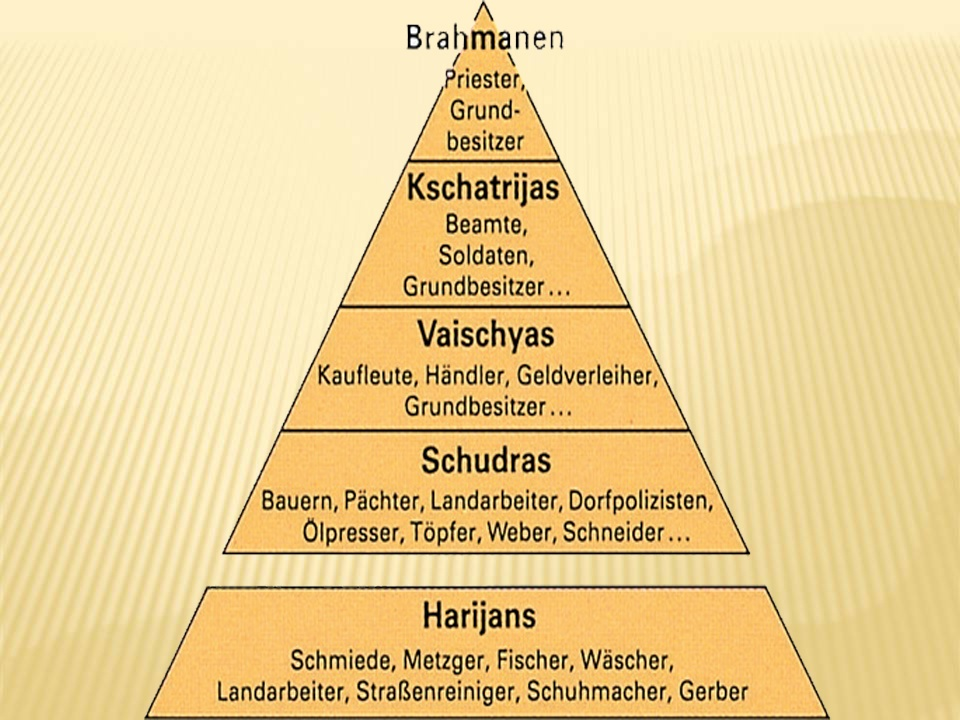 Brahmanen
Priester,
Grund-
besitzer
Kschatrijas
Beamte,
Soldaten,
Grundbesitzer...
Vaischyas
Kaufleute, Händler, Geldverleiher,
Grundbesitzer...
Schudras
Bauern, Pächter, Landarbeiter, Dorfpolizisten,
Ölpresser, Töpfer, Weber, Schneider...
Harijans
Schmiede, Metzger, Fischer, Wäscher,
Landarbeiter, Straßenreiniger, Schuhmacher, Gerber